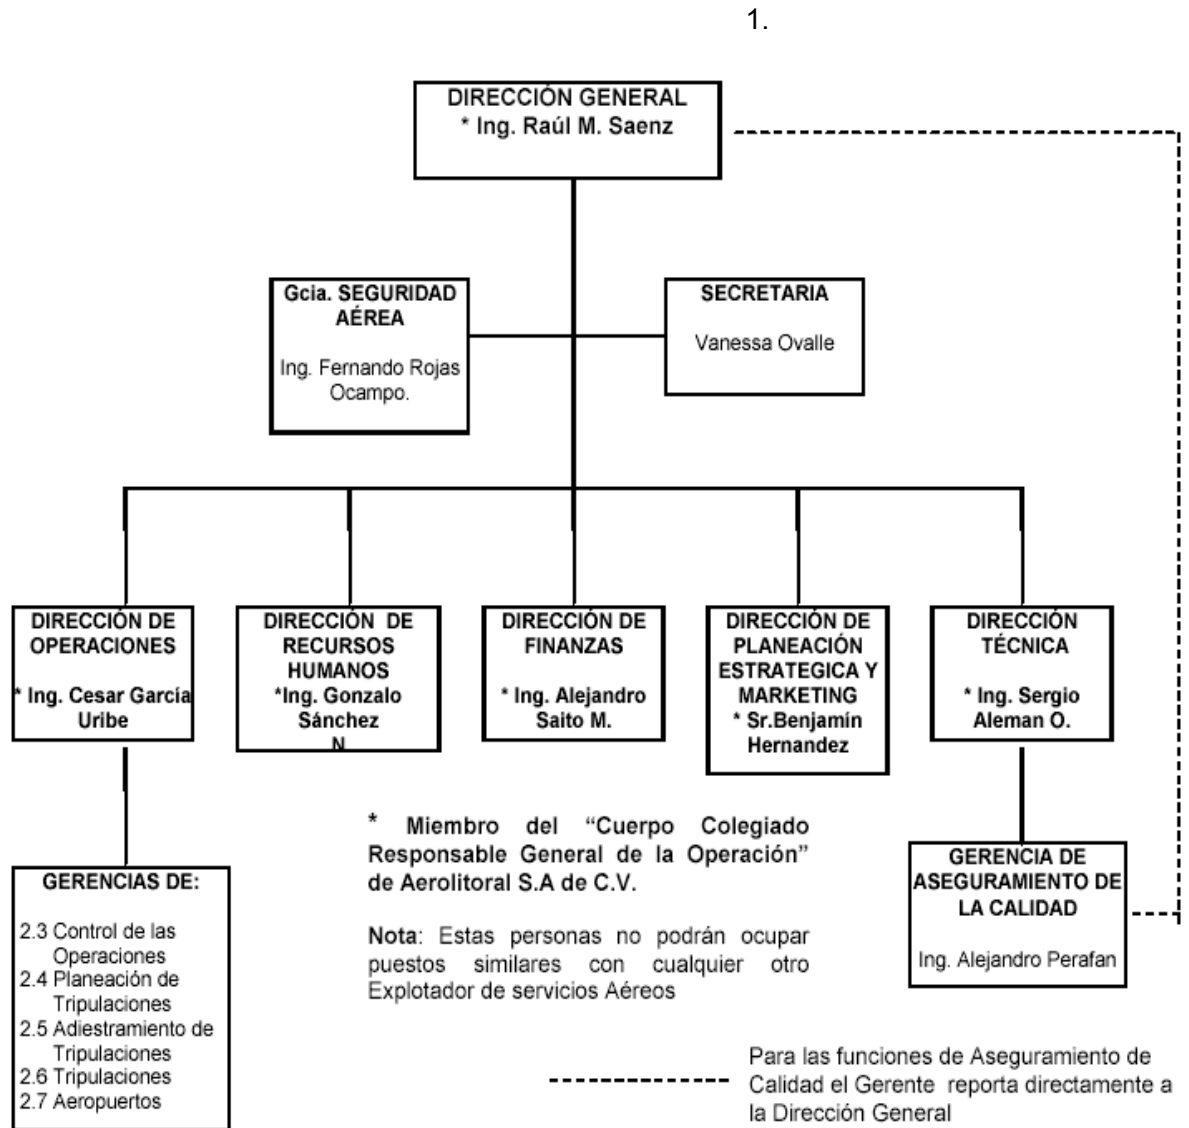 1.
DIRECCIÓN GENERAL
* Ing. Raúl M. Saenz
Gcia. SEGURIDAD
AÉREA
Ing. Fernando Rojas
Ocampo.
SECRETARIA
Vanessa Ovalle
DIRECCIÓN DE
OPERACIONES
* Ing. Cesar García
Uribe
DIRECCIÓN DE
RECURSOS
HUMANOS
*Ing. Gonzalo
Sánchez
N
DIRECCIÓN DE
FINANZAS
* Ing. Alejandro
Saito M.
DIRECCIÓN DE
PLANEACIÓN
ESTRATEGICA Y
MARKETING
* Sr.Benjamín
Hernandez
DIRECCIÓN
TÉCNICA
* Ing. Sergio
Aleman O.
GERENCIAS DE:
2.3 Control de las
Operaciones
2.4 Planeación de
Tripulaciones
2.5 Adiestramiento de
Tripulaciones
2.6 Tripulaciones
2.7 Aeropuertos
* Miembro del “Cuerpo Colegiado
Responsable General de la Operación”
de Aerolitoral S.A de C.V.
Nota: Estas personas no podrán ocupar
puestos similares con cualquier otro
Explotador de servicios Aéreos
GERENCIA DE
ASEGURAMIENTO DE
LA CALIDAD
Ing. Alejandro Perafan
Para las funciones de Aseguramiento de
Calidad el Gerente reporta directamente a
la Dirección General